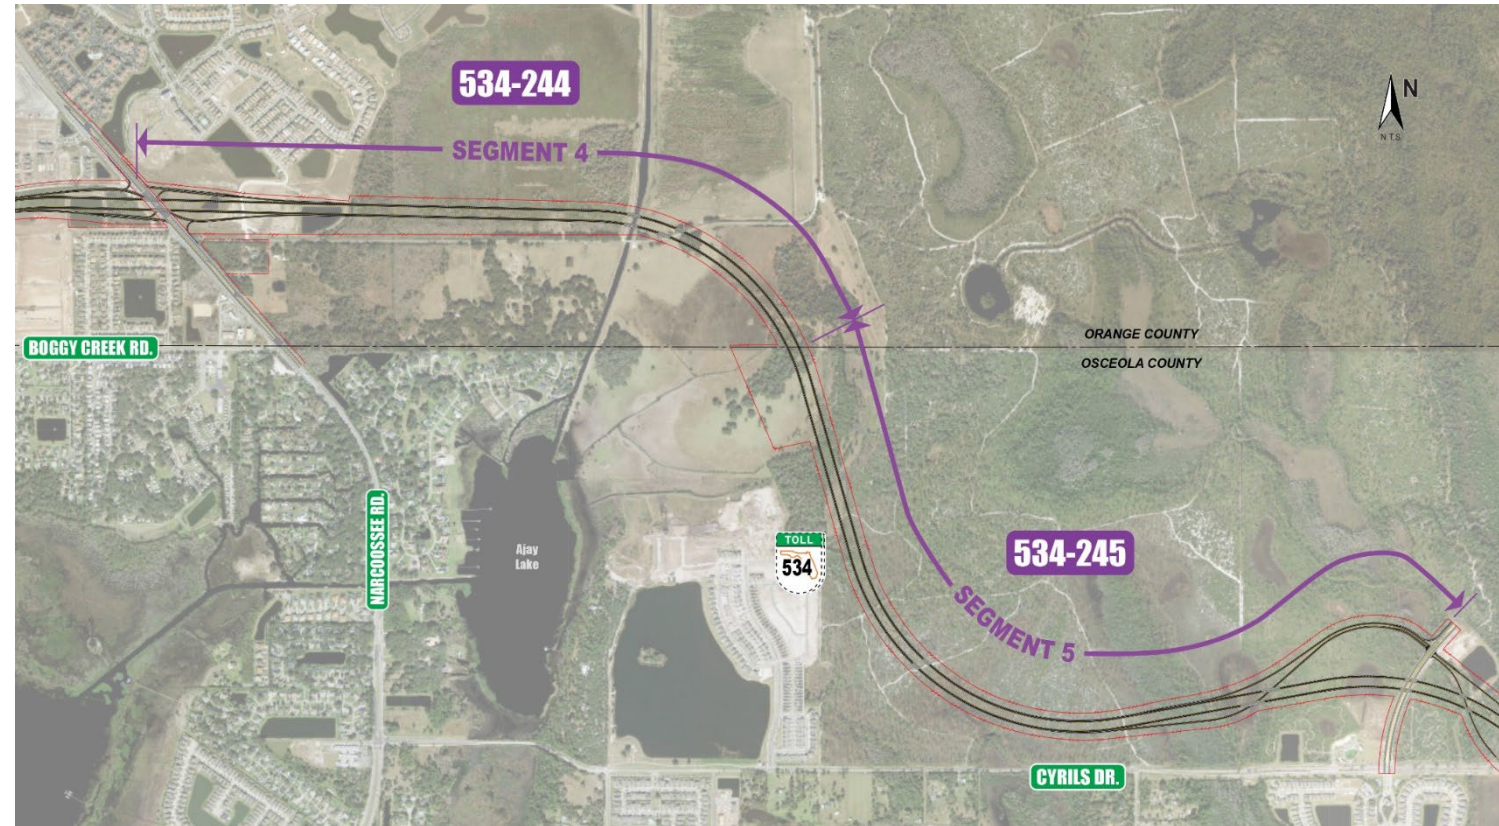 534-244
SEGMENT 4
N
N.T.S.
BOGGY CREEK RD.
ORANGE COUNTY
OSCEOLA COUNTY
NARCOOSSEE RD.
Ajay
Lake
TOLL
534
534-245
SEGMENT 5
CYRILS DR.